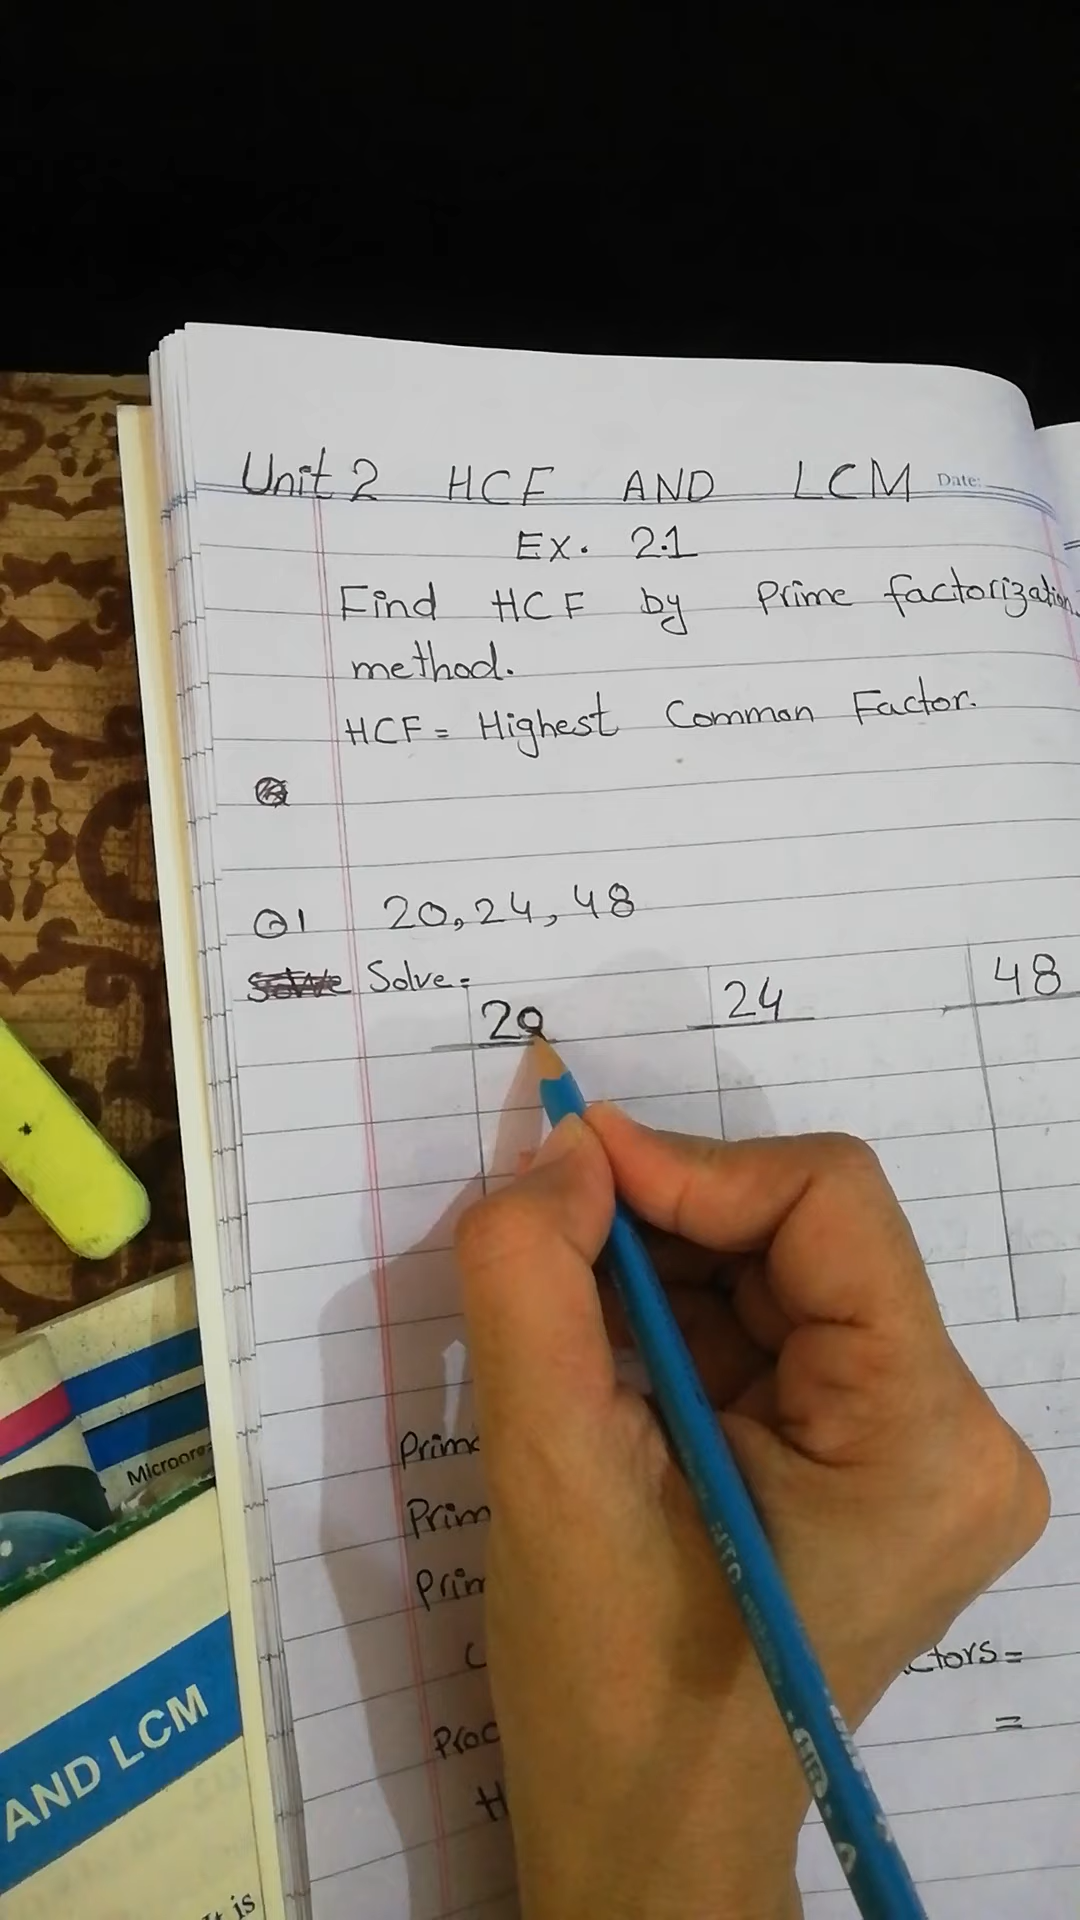 Unit 2 HCF AND LCM Date:
Ex. 2.1
Find HCF by Prime factorization
method.
HCF = Highest Common Factor.
Q1 20, 24, 48
Solve =
20 24 48
=
AND LCM
is